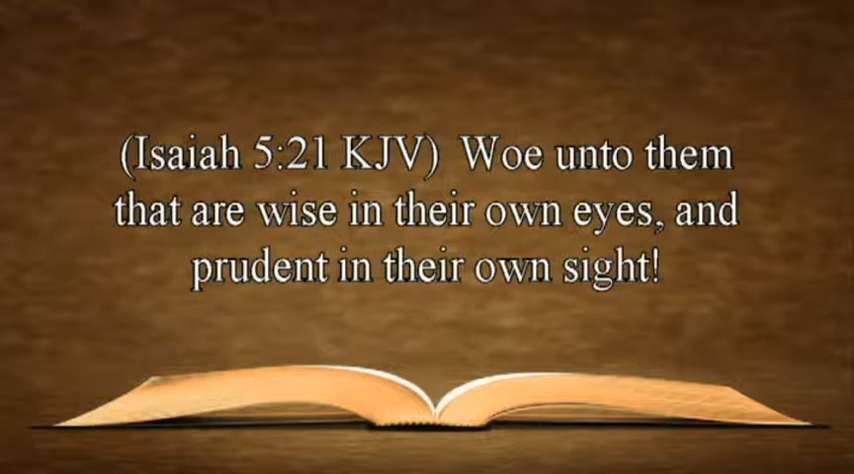 (Isaiah 5:21 KJV)  Woe unto them
that are wise in their own eyes, and
prudent in their own sight!